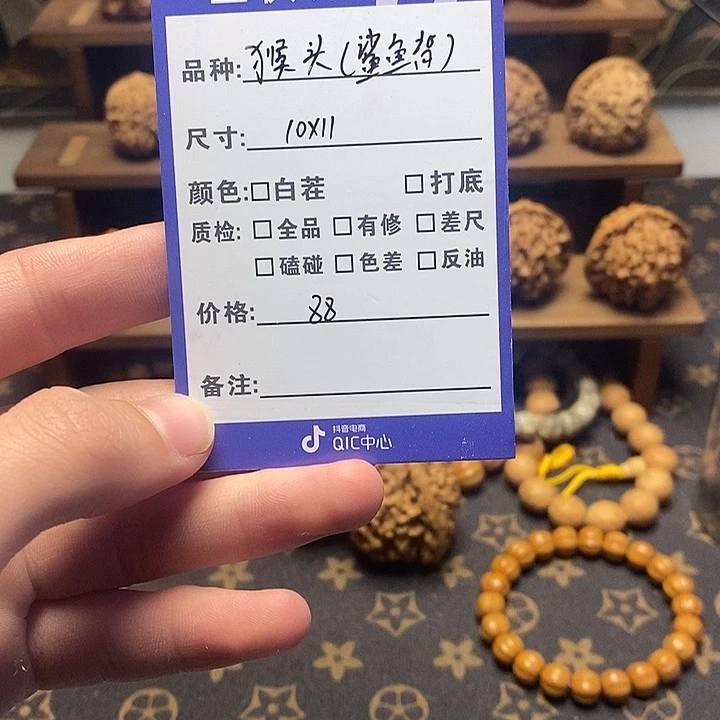 品种:猴头(鲨鱼背)
尺寸: 10X11
颜色:□白茬 □打底
质检:□全品 □有修 □差尺
□磕碰 □色差 □反油
价格: 88
备注:
抖音电商
QIC中心